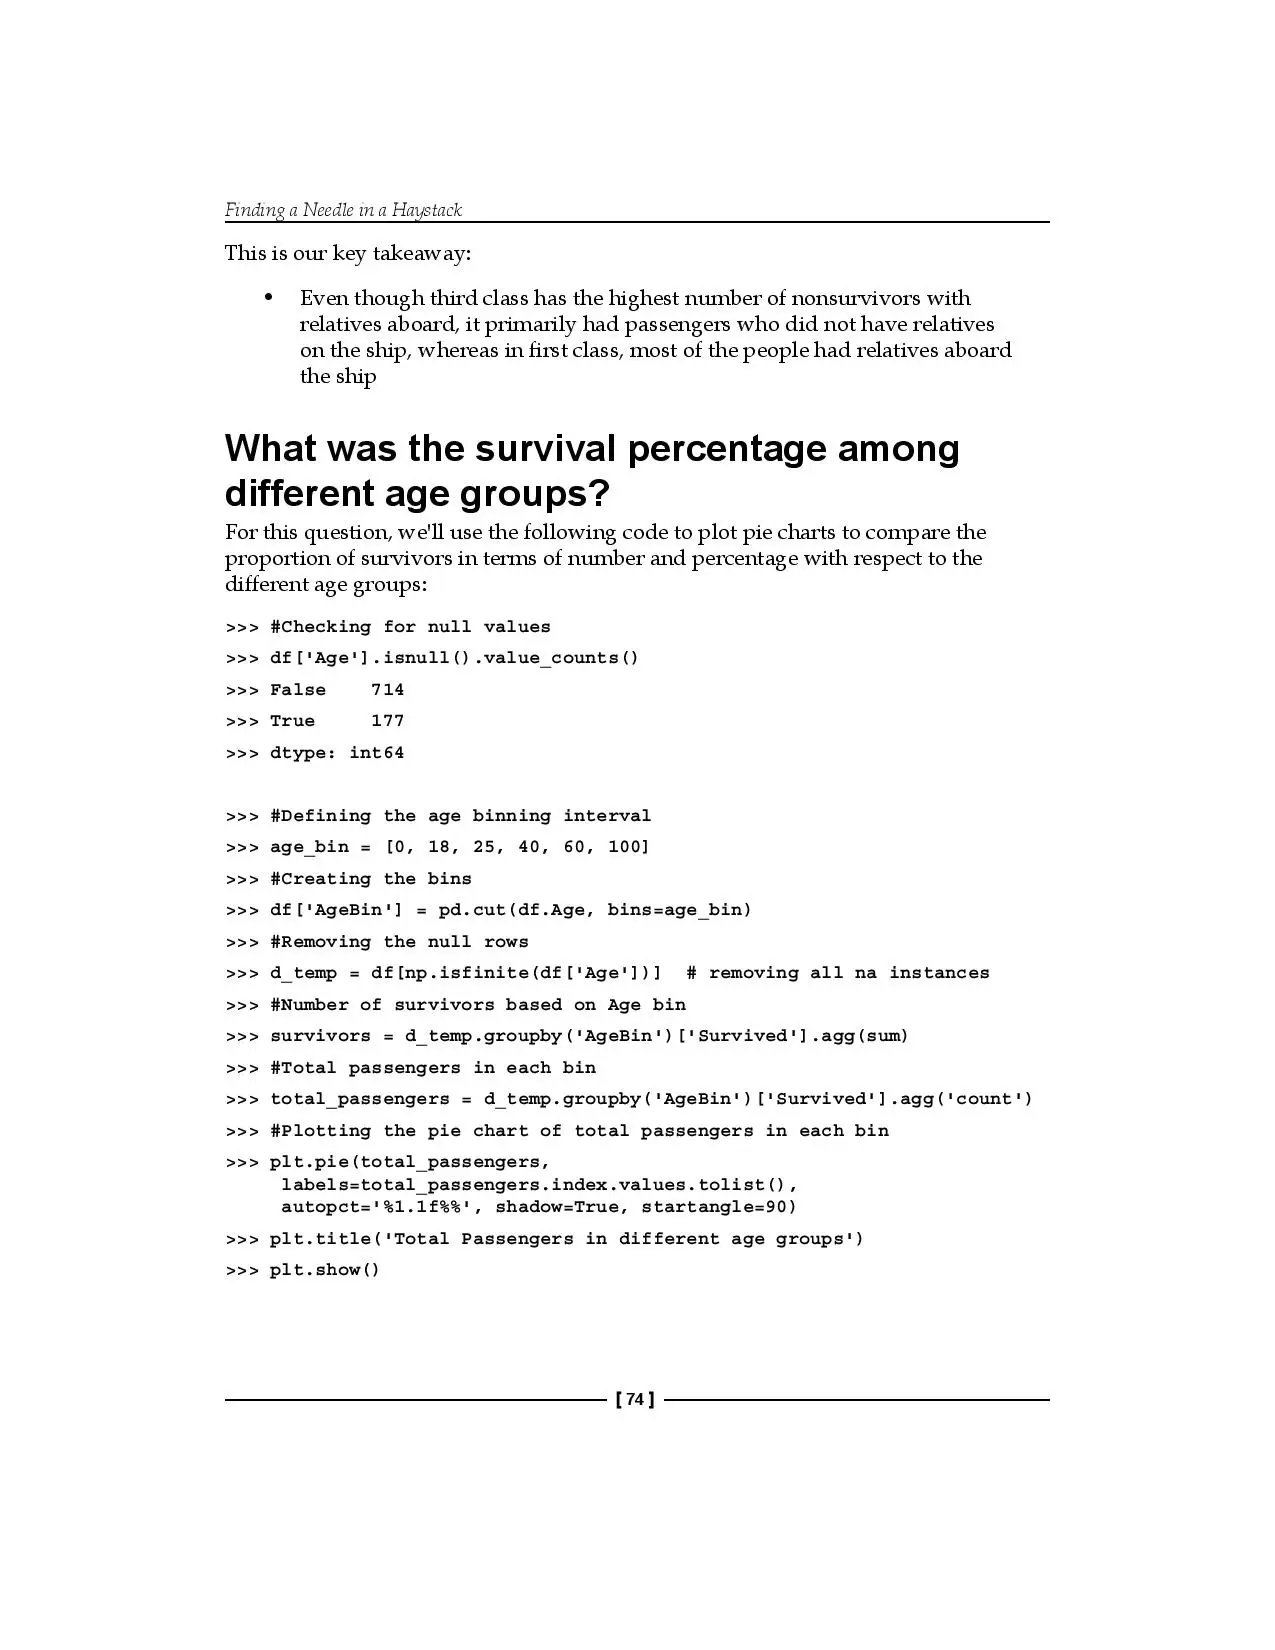 Finding a Needle in a Haystack
This is our key takeaway:
• Even though third class has the highest number of nonsurvivors with
relatives aboard, it primarily had passengers who did not have relatives
on the ship, whereas in first class, most of the people had relatives aboard
the ship
What was the survival percentage among
different age groups?
For this question, we'll use the following code to plot pie charts to compare the
proportion of survivors in terms of number and percentage with respect to the
different age groups:
>>> #Checking for null values
>>> df['Age'].isnull().value_counts()
>>> False    714
>>> True     177
>>> dtype: int64
>>> #Defining the age binning interval
>>> age_bin = [0, 18, 25, 40, 60, 100]
>>> #Creating the bins
>>> df['AgeBin'] = pd.cut(df.Age, bins=age_bin)
>>> #Removing the null rows
>>> d_temp = df[np.isfinite(df['Age'])]  # removing all na instances
>>> #Number of survivors based on Age bin
>>> survivors = d_temp.groupby('AgeBin')['Survived'].agg(sum)
>>> #Total passengers in each bin
>>> total_passengers = d_temp.groupby('AgeBin')['Survived'].agg('count')
>>> #Plotting the pie chart of total passengers in each bin
>>> plt.pie(total_passengers,
     labels=total_passengers.index.values.tolist(),
     autopct='%1.1f%%', shadow=True, startangle=90)
>>> plt.title('Total Passengers in different age groups')
>>> plt.show()
[ 74 ]